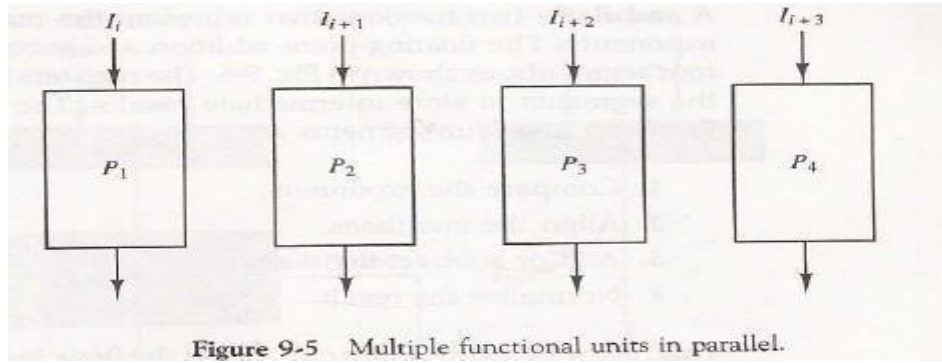 I_i I_{i+1} I_{i+2} I_{i+3}
P_1 P_2 P_3 P_4
Figure 9-5 Multiple functional units in parallel.